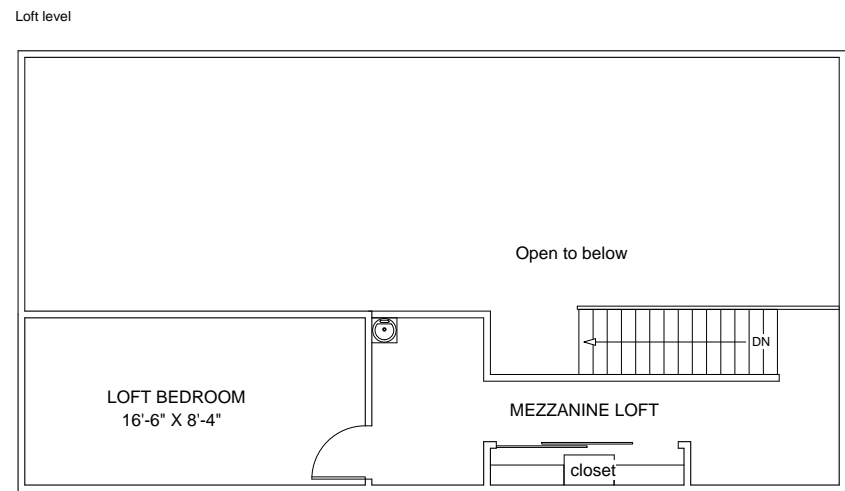 Loft level
Open to below
DN
LOFT BEDROOM
16'-6" X 8'-4"
MEZZANINE LOFT
closet